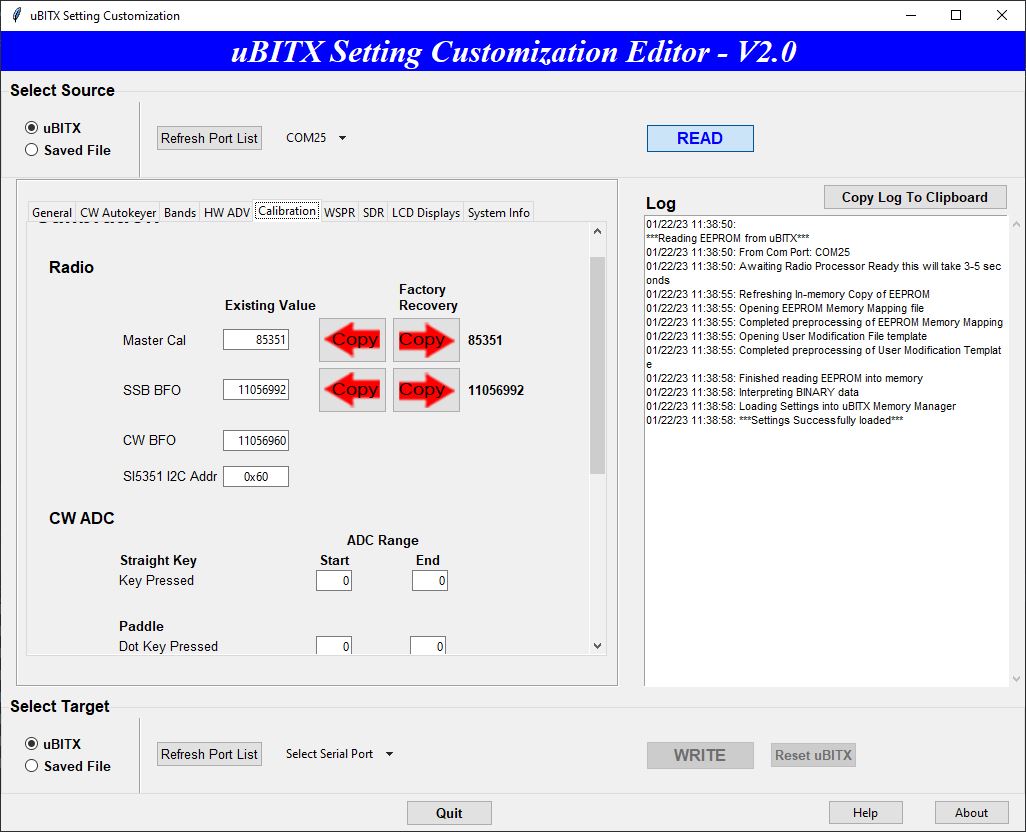 uBITX Setting Customization
uBITX Setting Customization Editor - V2.0
Select Source
uBITX
Saved File
Refresh Port List
COM25
READ
General
CW Autokeyer
Bands
HW ADV
Calibration
WSPR
SDR
LCD Displays
System Info
Radio
Existing Value
Factory
Recovery
Master Cal
85351
Copy
Copy
85351
SSB BFO
11056992
Copy
Copy
11056992
CW BFO
11056960
SI5351 I2C Addr
0x60
CW ADC
ADC Range
Straight Key
Start
End
Key Pressed
0
0
Paddle
Dot Key Pressed
0
0
Log
Copy Log To Clipboard
01/22/23 11:38:50:
***Reading EEPROM from uBITX***
01/22/23 11:38:50: From Com Port: COM25
01/22/23 11:38:50: Awaiting Radio Processor Ready this will take 3-5 sec
onds
01/22/23 11:38:55: Refreshing In-memory Copy of EEPROM
01/22/23 11:38:55: Opening EEPROM Memory Mapping file
01/22/23 11:38:55: Completed preprocessing of EEPROM Memory Mapping
01/22/23 11:38:55: Opening User Modification File template
01/22/23 11:38:55: Completed preprocessing of User Modification Templat
e
01/22/23 11:38:58: Finished reading EEPROM into memory
01/22/23 11:38:58: Interpreting BINARY data
01/22/23 11:38:58: Loading Settings into uBITX Memory Manager
01/22/23 11:38:58: ***Settings Successfully loaded***
Select Target
uBITX
Saved File
Refresh Port List
Select Serial Port
WRITE
Reset uBITX
Quit
Help
About